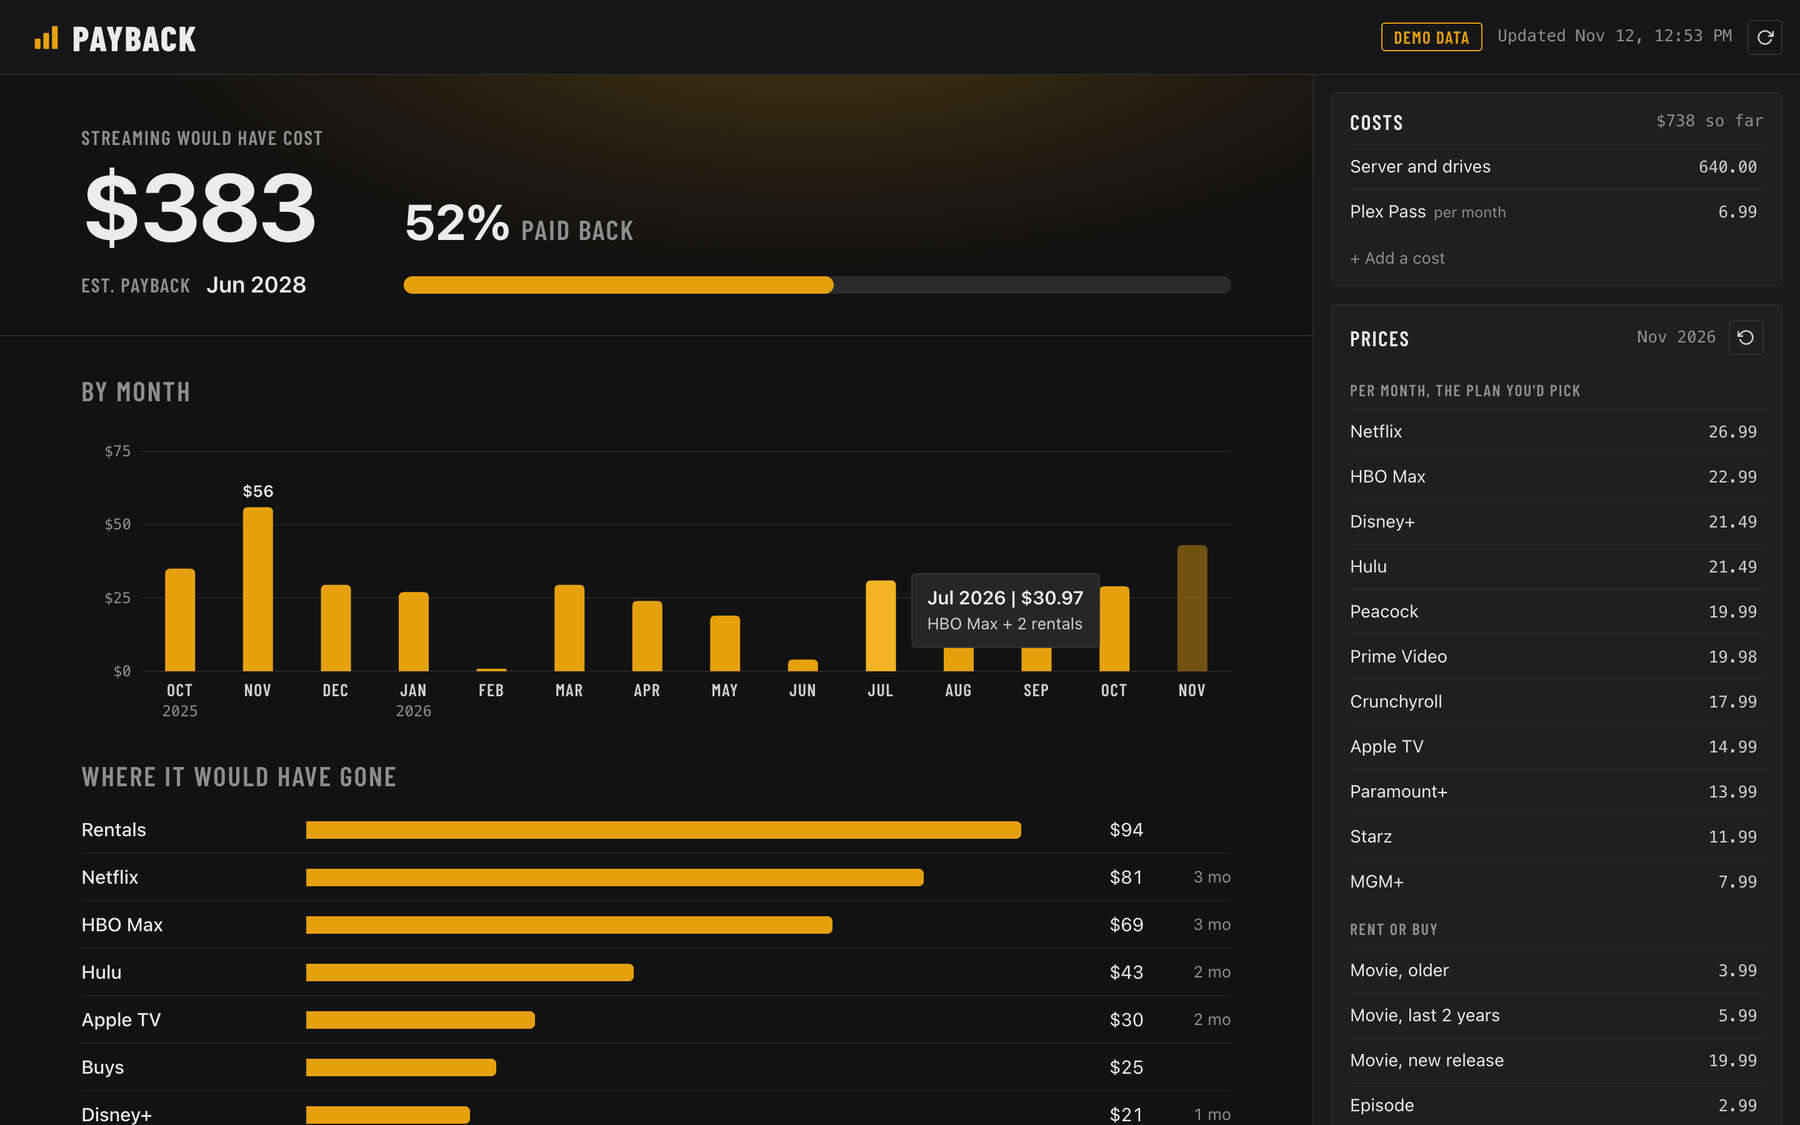 PAYBACK
DEMO DATA Updated Nov 12, 12:53 PM
STREAMING WOULD HAVE COST
$383
52% PAID BACK
EST. PAYBACK Jun 2028
BY MONTH
$75
$50
$25
$0
$56
Jul 2026 | $30.97
HBO Max + 2 rentals
OCT NOV DEC JAN FEB MAR APR MAY JUN JUL AUG SEP OCT NOV
2025 2026
WHERE IT WOULD HAVE GONE
Rentals $94
Netflix $81 3 mo
HBO Max $69 3 mo
Hulu $43 2 mo
Apple TV $30 2 mo
Buys $25
Disney+ $21 1 mo
COSTS $738 so far
Server and drives 640.00
Plex Pass per month 6.99
+ Add a cost
PRICES Nov 2026
PER MONTH, THE PLAN YOU'D PICK
Netflix 26.99
HBO Max 22.99
Disney+ 21.49
Hulu 21.49
Peacock 19.99
Prime Video 19.98
Crunchyroll 17.99
Apple TV 14.99
Paramount+ 13.99
Starz 11.99
MGM+ 7.99
RENT OR BUY
Movie, older 3.99
Movie, last 2 years 5.99
Movie, new release 19.99
Episode 2.99